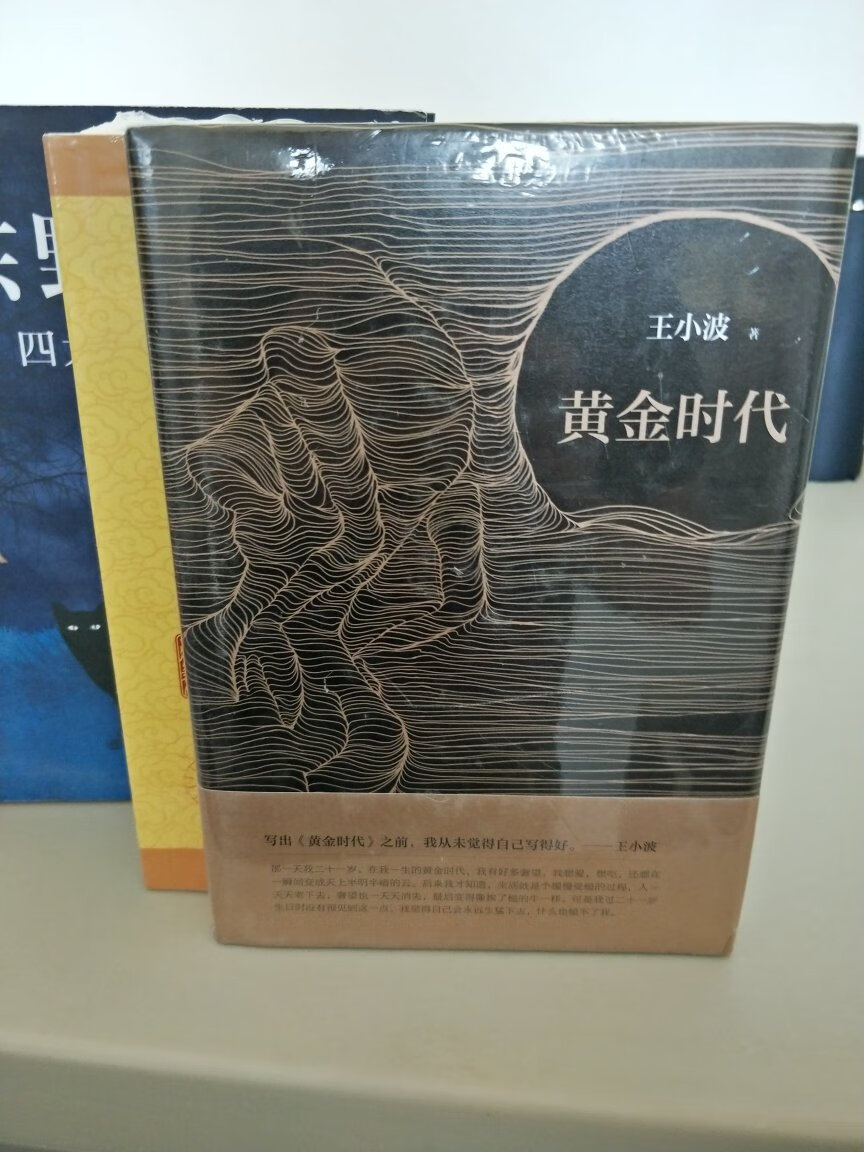 王小波 著
黄金时代
写出《黄金时代》之前，我从未觉得自己写得好。——王小波
那一天我二十一岁，在我一生的黄金时代，我有好多奢望。我想爱，想吃，还想在
一瞬间变成天上半明半暗的云。后来我才知道，生活就是个缓慢受锤的过程，人一
天天老下去，奢望也一天天消失，最后变得像挨了锤的牛一样。可是我过二十一岁
生日时没有预见到这一点。我觉得自己会永远生猛下去，什么也锤不了我。
野
四